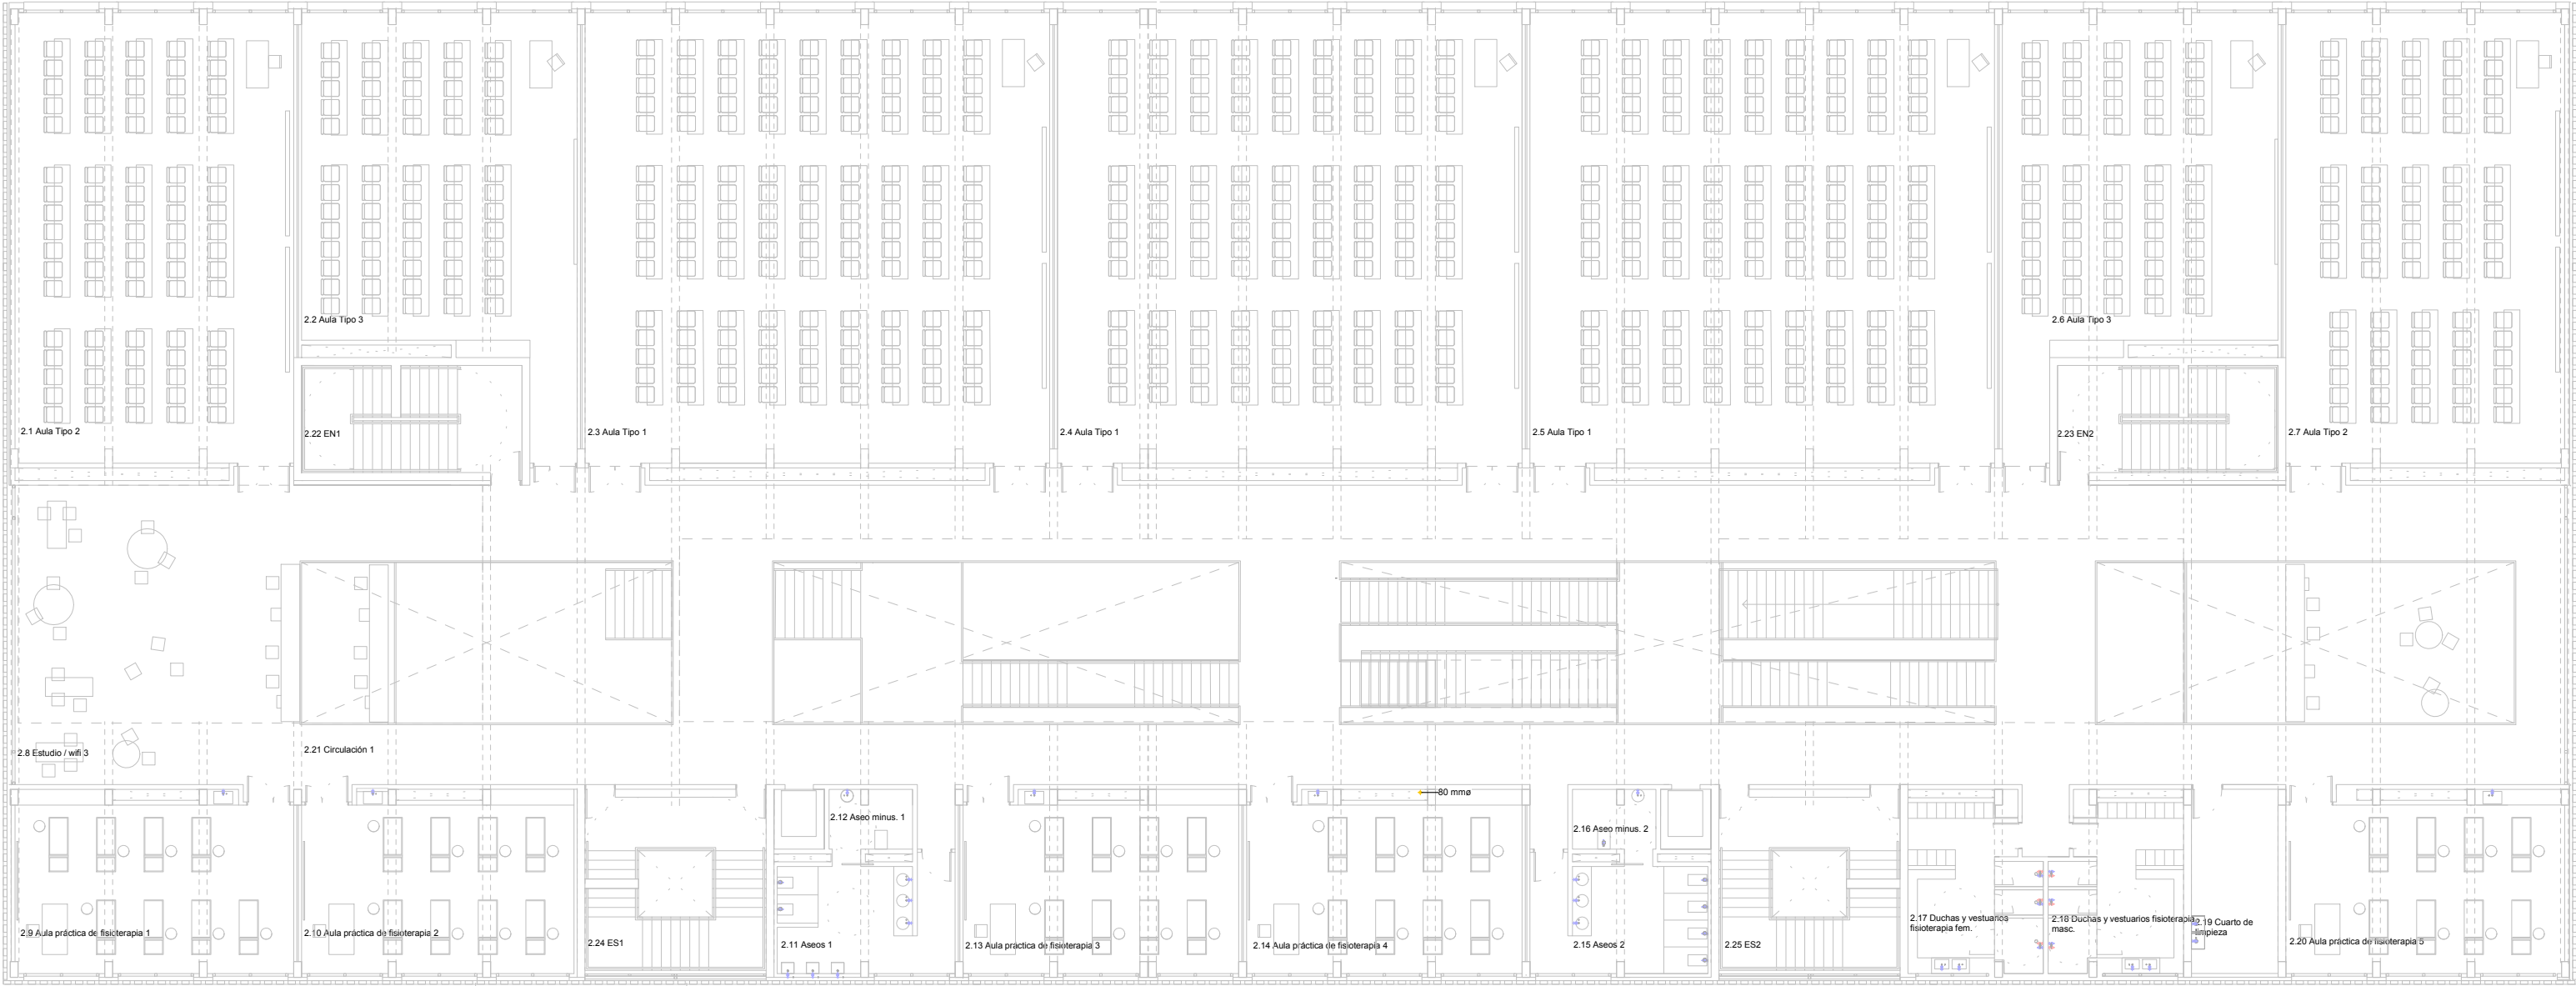 2.2 Aula Tipo 3
2.6 Aula Tipo 3
2.1 Aula Tipo 2
2.22 EN1
2.3 Aula Tipo 1
2.4 Aula Tipo 1
2.5 Aula Tipo 1
2.23 EN2
2.7 Aula Tipo 2
2.8 Estudio / wifi 3
2.21 Circulación 1
80 mmø
2.12 Aseo minus. 1
2.16 Aseo minus. 2
2.9 Aula práctica de fisioterapia 1
2.10 Aula práctica de fisioterapia 2
2.24 ES1
2.11 Aseos 1
2.13 Aula práctica de fisioterapia 3
2.14 Aula práctica de fisioterapia 4
2.15 Aseos 2
2.25 ES2
2.17 Duchas y vestuarios
fisioterapia fem.
2.18 Duchas y vestuarios fisioterapia
masc.
2.19 Cuarto de
limpieza
2.20 Aula práctica de fisioterapia 5